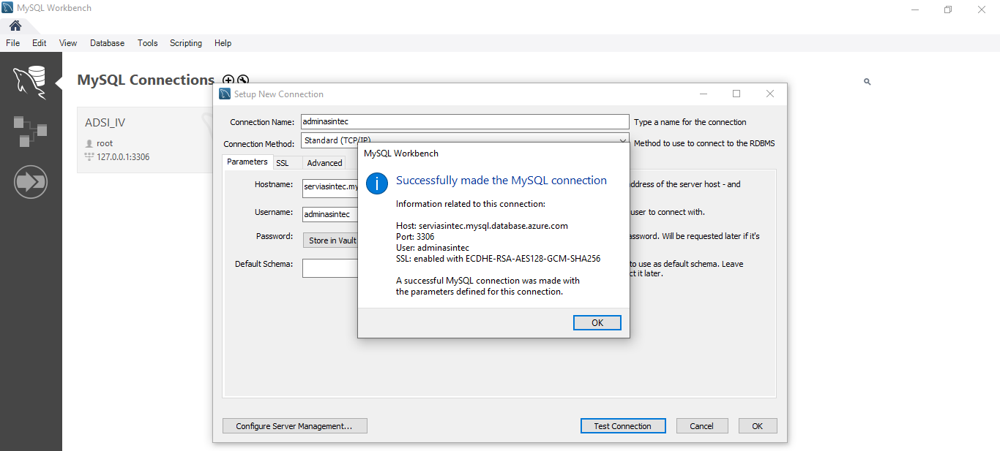 MySQL Workbench
File Edit View Database Tools Scripting Help
MySQL Connections
ADSI_IV
root
127.0.0.1:3306
Setup New Connection
Connection Name: adminasintec Type a name for the connection
Connection Method: Standard (TCP/IP) Method to use to connect to the RDBMS
Parameters SSL Advanced
Hostname: serviasintec.my address of the server host - and
Username: adminasintec user to connect with.
Password: Store in Vault assword. Will be requested later if it's
Default Schema: to use as default schema. Leave
ct it later.
MySQL Workbench
Successfully made the MySQL connection
Information related to this connection:
Host: serviasintec.mysql.database.azure.com
Port: 3306
User: adminasintec
SSL: enabled with ECDHE-RSA-AES128-GCM-SHA256
A successful MySQL connection was made with
the parameters defined for this connection.
OK
Configure Server Management... Test Connection Cancel OK